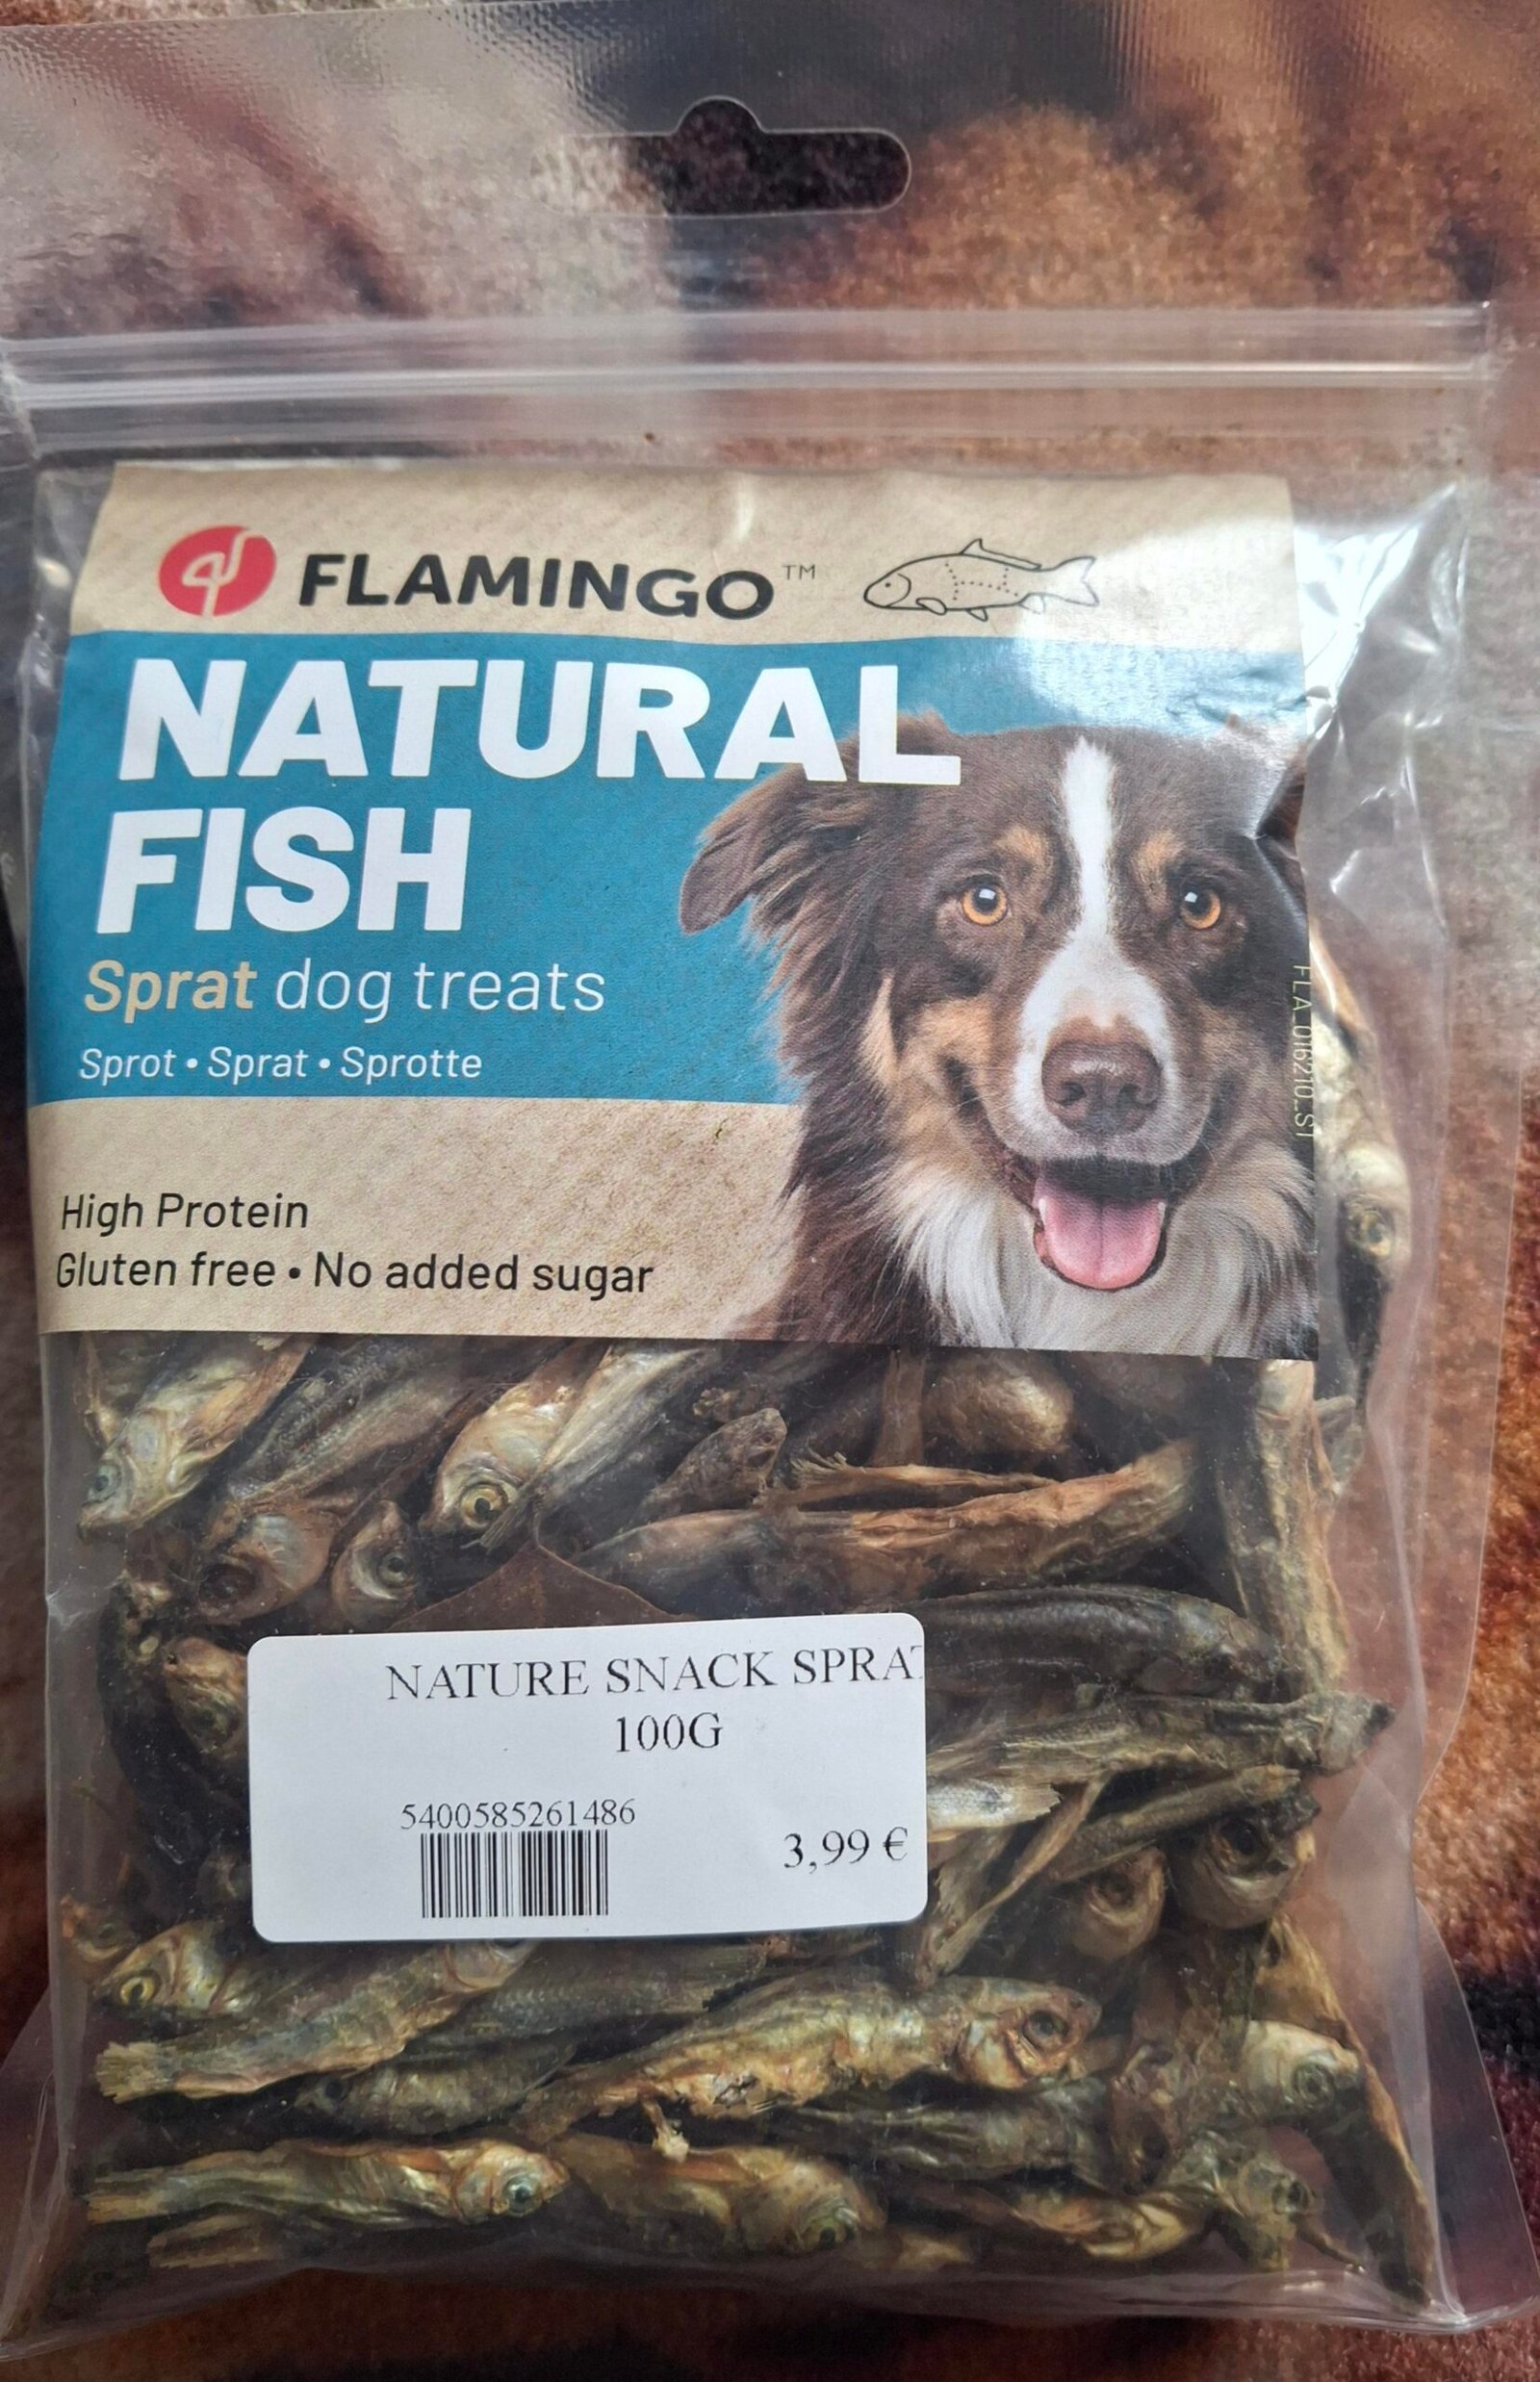 FLAMINGO™
NATURAL
FISH
Sprat dog treats
Sprot • Sprat • Sprotte
FLA_016210_S1
High Protein
Gluten free • No added sugar
NATURE SNACK SPRAT
100G
5400585261486
3,99 €